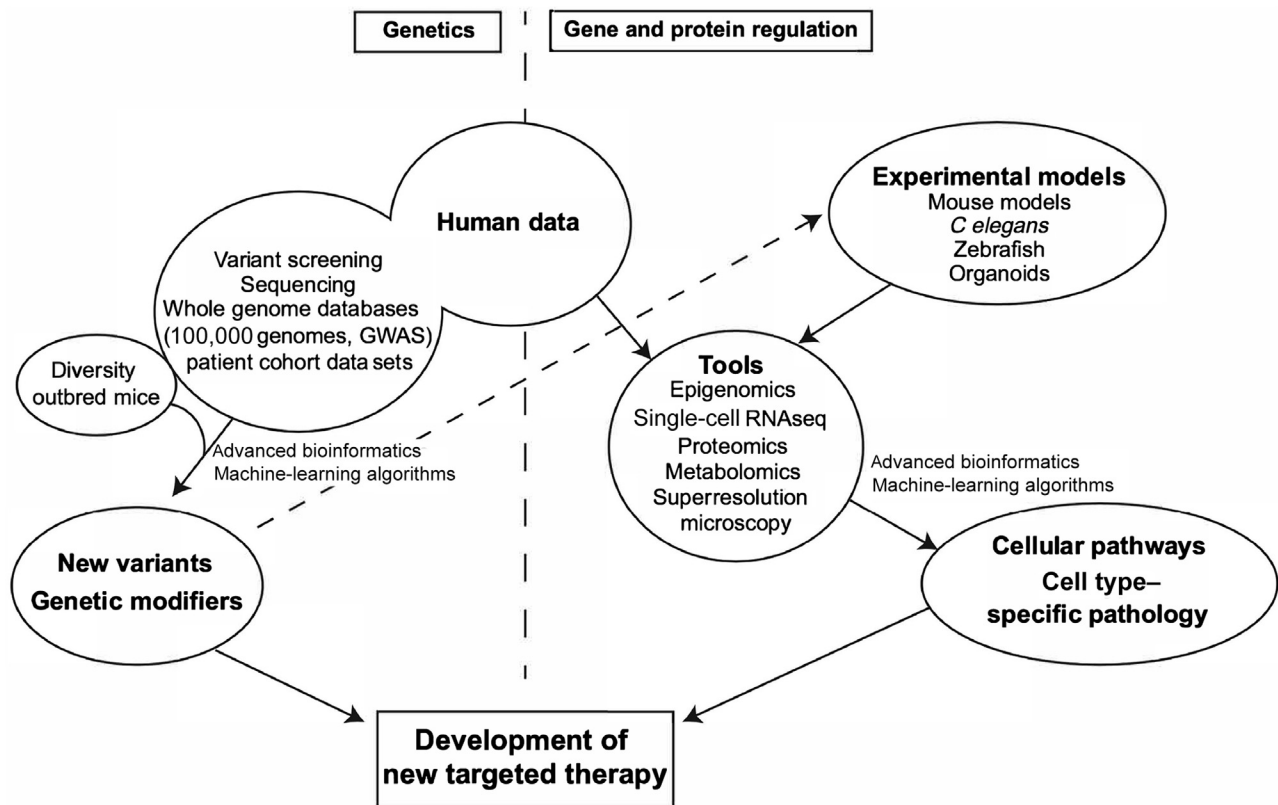 Genetics
Gene and protein regulation
Human data
Experimental models
Mouse models
C elegans
Zebrafish
Organoids
Variant screening
Sequencing
Whole genome databases
(100,000 genomes, GWAS)
patient cohort data sets
Diversity
outbred mice
Advanced bioinformatics
Machine-learning algorithms
Tools
Epigenomics
Single-cell RNAseq
Proteomics
Metabolomics
Superresolution
microscopy
Advanced bioinformatics
Machine-learning algorithms
New variants
Genetic modifiers
Cellular pathways
Cell type–
specific pathology
Development of
new targeted therapy